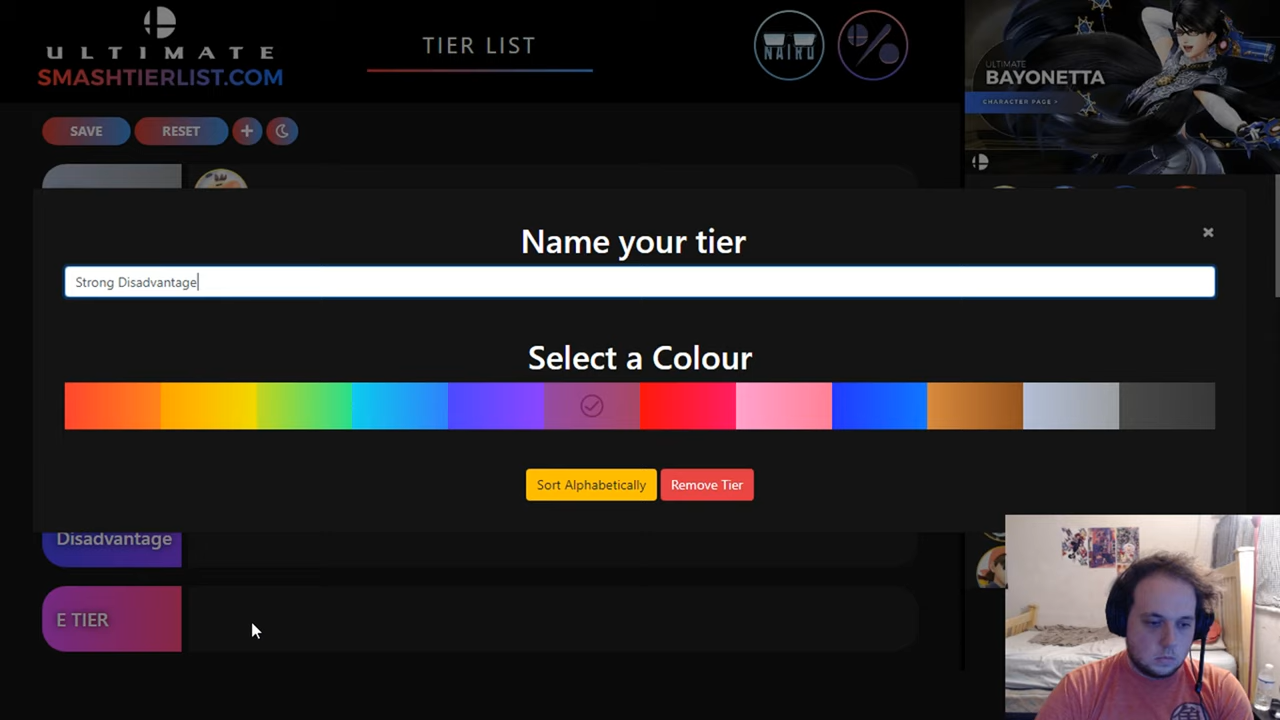 ULTIMATE
SMASHTIERLIST.COM
TIER LIST
NAIRO
ULTIMATE
BAYONETTA
CHARACTER PAGE >
SAVE
RESET
+
Name your tier
×
Strong Disadvantage
Select a Colour
Sort Alphabetically
Remove Tier
Disadvantage
E TIER